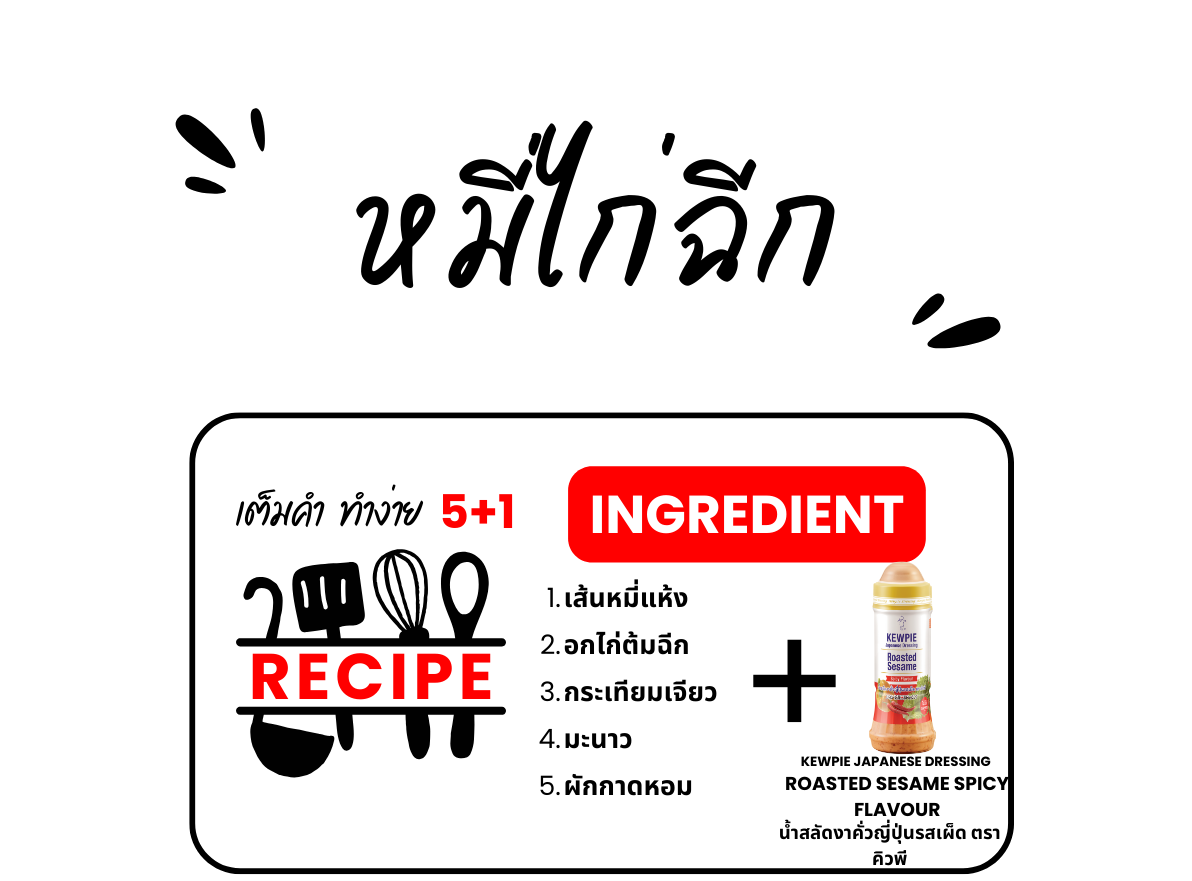 หมี่ไก่ฉีก
เต็มคำ ทำง่าย 5+1
RECIPE
INGREDIENT
1. เส้นหมี่แห้ง
2. อกไก่ต้มฉีก
3. กระเทียมเจียว
4. มะนาว
5. ผักกาดหอม
+
KEWPIE
Japanese Dressing
Roasted
Sesame
Spicy Flavour
KEWPIE JAPANESE DRESSING
ROASTED SESAME SPICY
FLAVOUR
น้ำสลัดงาคั่วญี่ปุ่นรสเผ็ด ตรา
คิวพี